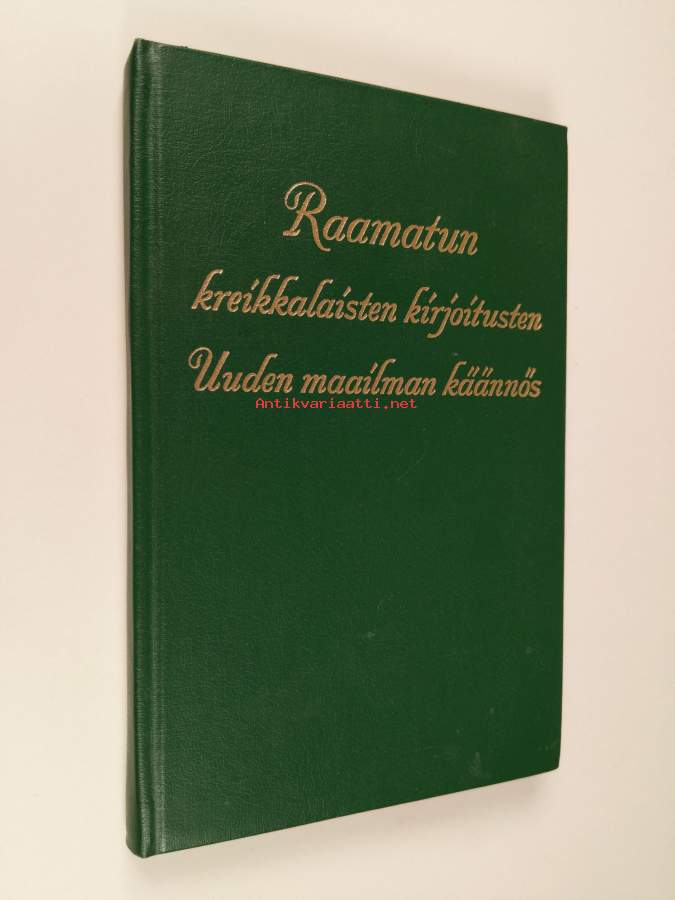 Raamatun
kreikkalaisten kirjoitusten
Uuden maailman käännös
Antikvariaatti.net